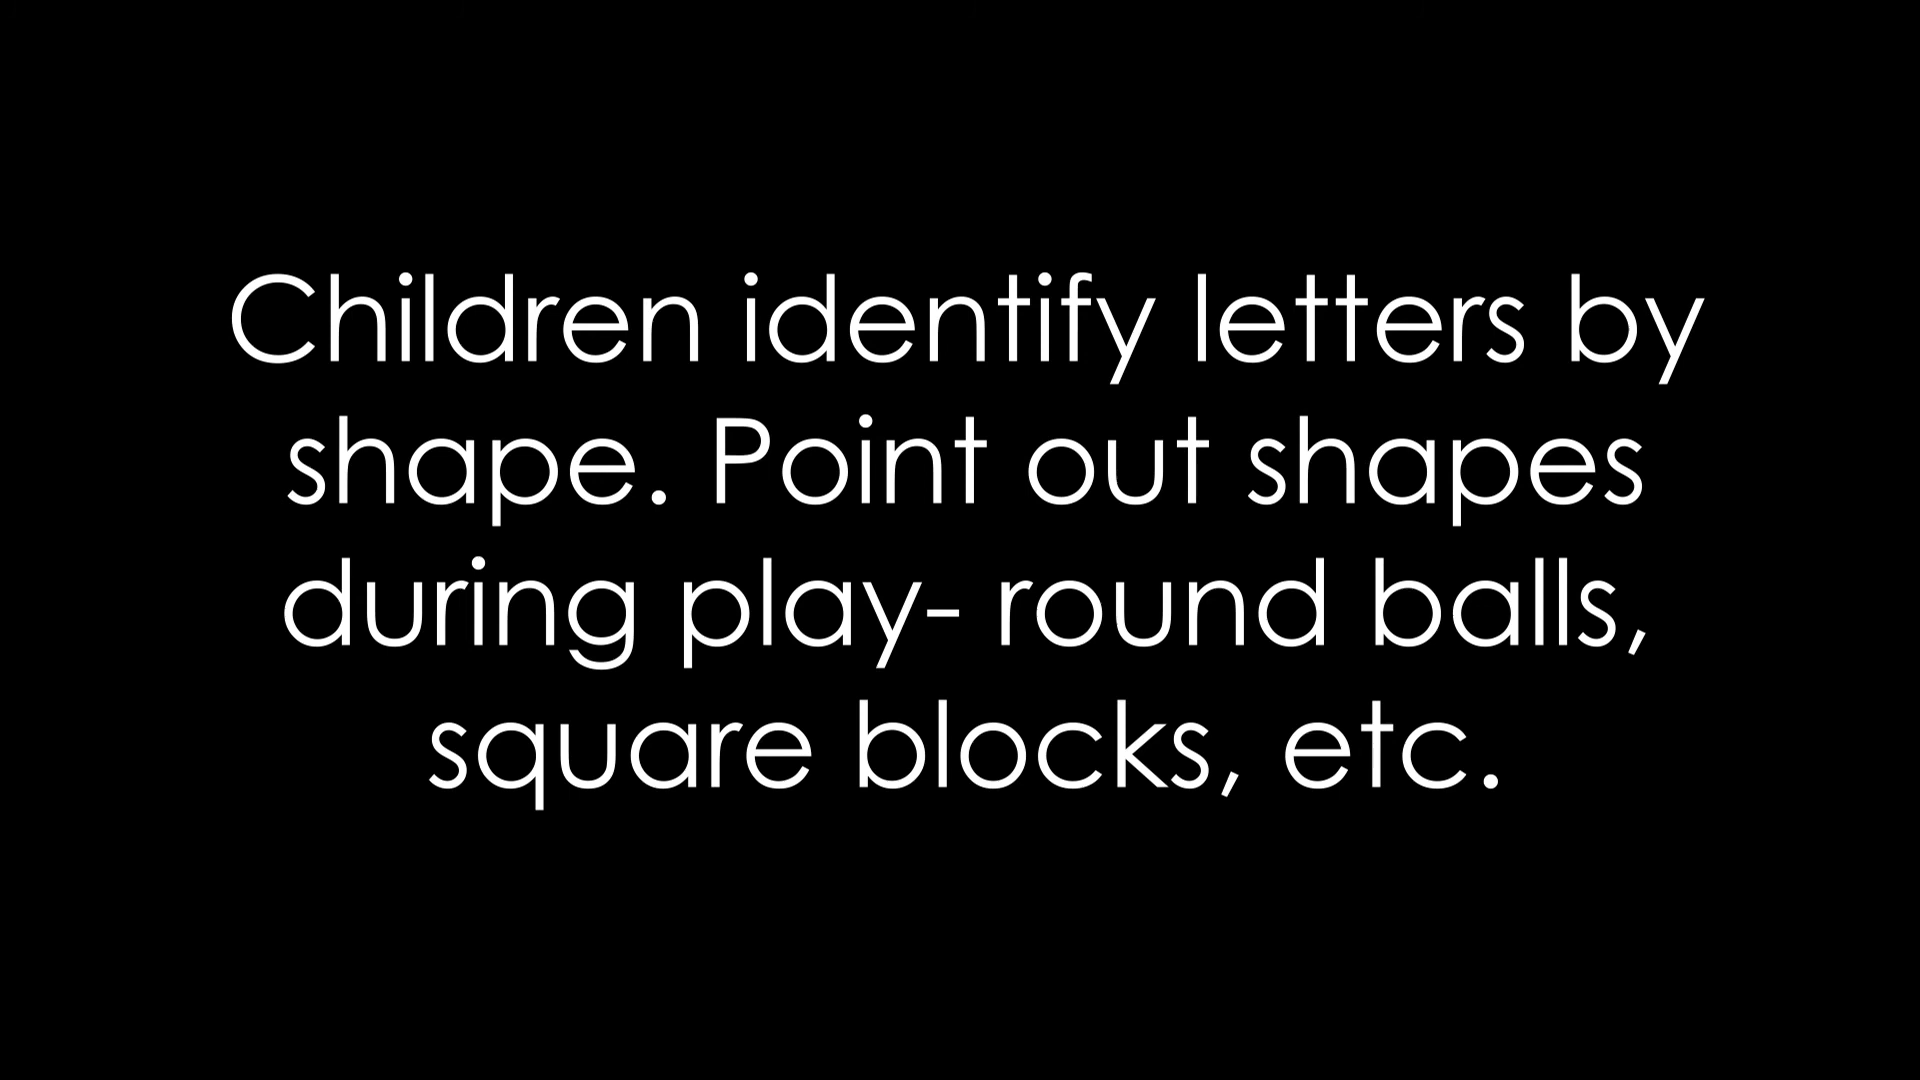 Children identify letters by
shape. Point out shapes
during play- round balls,
square blocks, etc.